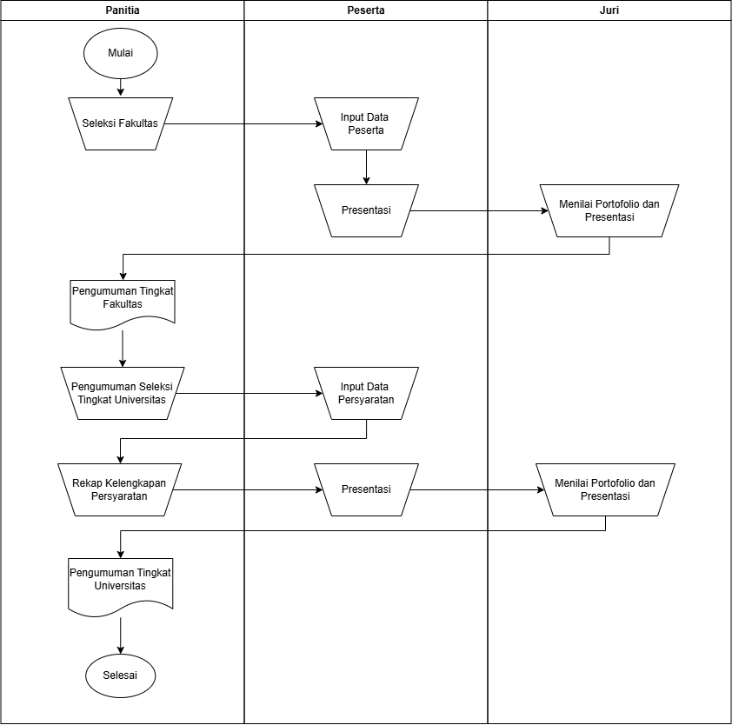 Panitia
Peserta
Juri
Mulai
Seleksi Fakultas
Input Data
Peserta
Presentasi
Menilai Portofolio dan
Presentasi
Pengumuman Tingkat
Fakultas
Pengumuman Seleksi
Tingkat Universitas
Input Data
Persyaratan
Rekap Kelengkapan
Persyaratan
Presentasi
Menilai Portofolio dan
Presentasi
Pengumuman Tingkat
Universitas
Selesai